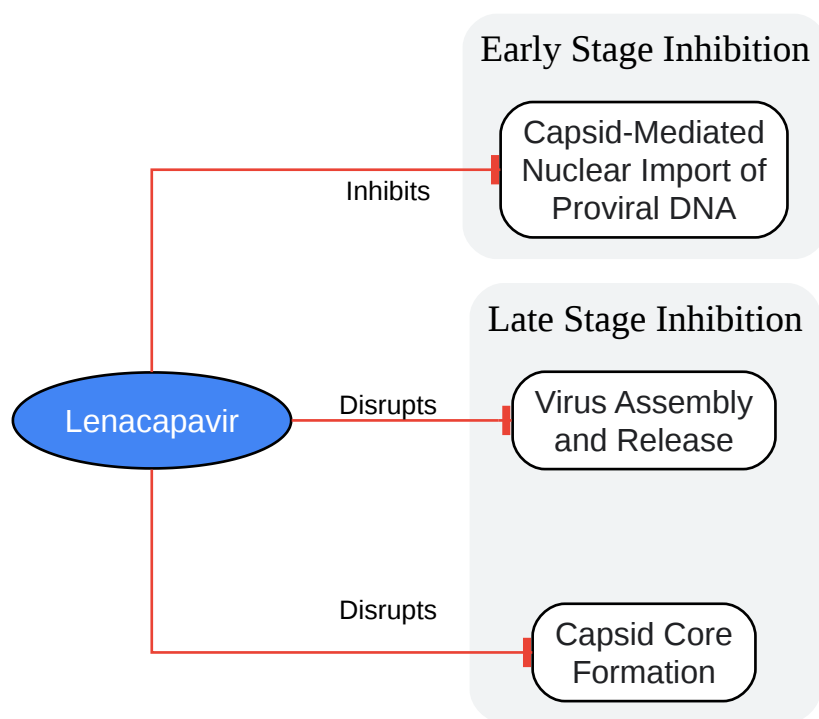 Early Stage Inhibition
Capsid-Mediated
Nuclear Import of
Proviral DNA
Inhibits
Late Stage Inhibition
Lenacapavir
Disrupts
Virus Assembly
and Release
Disrupts
Capsid Core
Formation